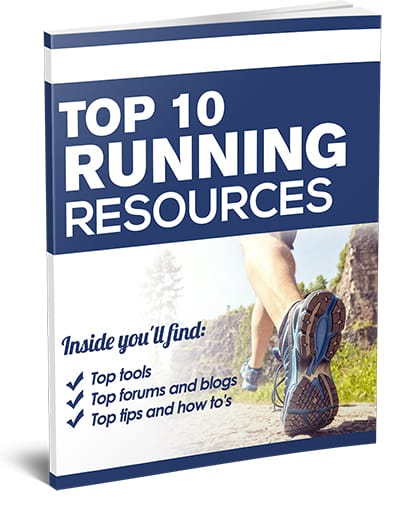 TOP 10
RUNNING
RESOURCES
Inside you'll find:
Top tools
Top forums and blogs
Top tips and how to's